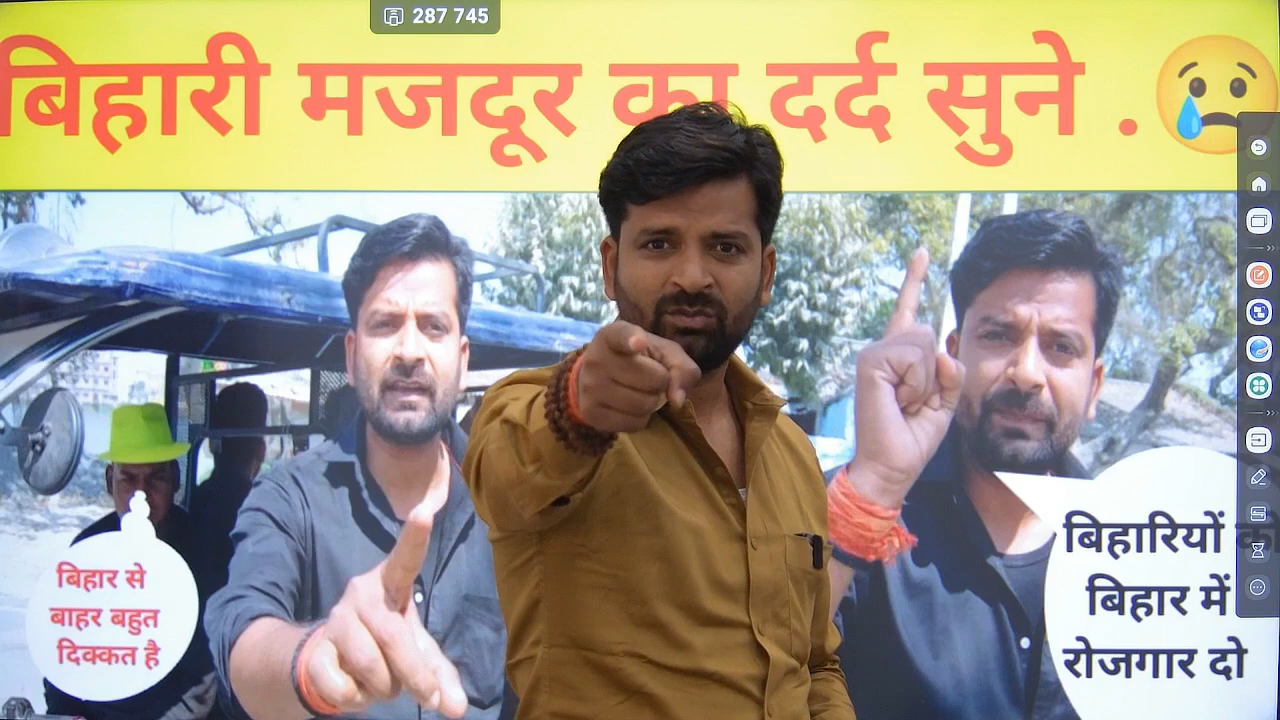 287 745
बिहारी मजदूर का दर्द सुने .
बिहार से
बाहर बहुत
दिक्कत है
बिहारियों को
बिहार में
रोजगार दो